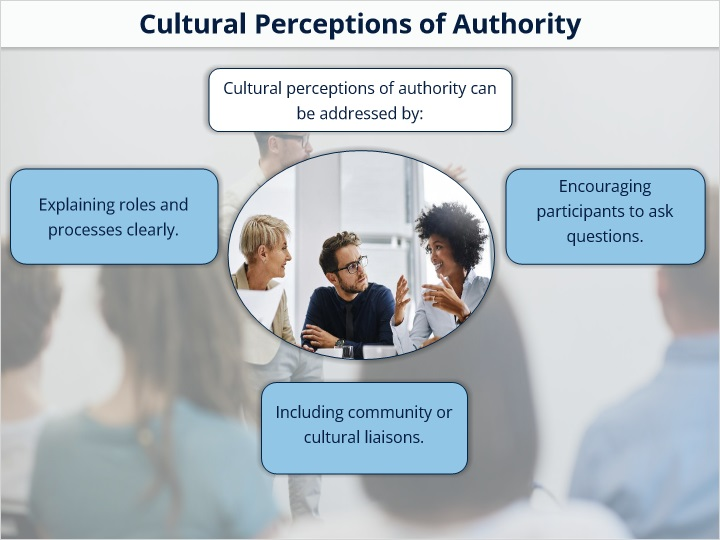 Cultural Perceptions of Authority
Cultural perceptions of authority can
be addressed by:
Explaining roles and
processes clearly.
Encouraging
participants to ask
questions.
Including community or
cultural liaisons.